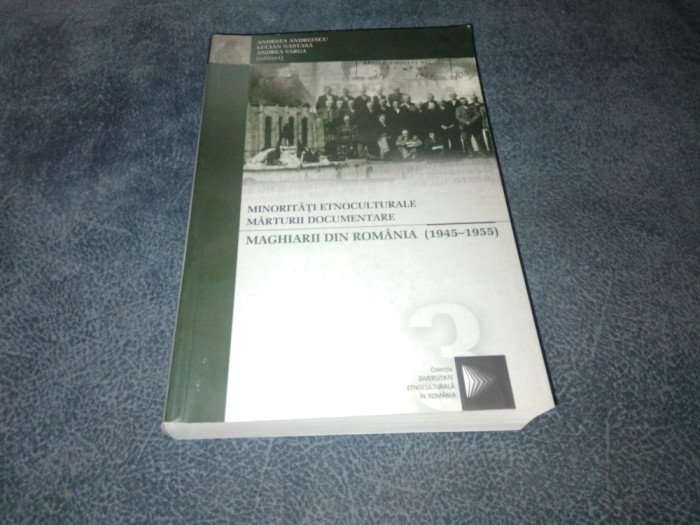 ANDREEA ANDREESCU
LUCIAN NASTASĂ
ANDREA VARGA
(editori)
MINORITĂȚI ETNOCULTURALE
MĂRTURII DOCUMENTARE
MAGHIARII DIN ROMÂNIA (1945–1955)
3
Colecția
DIVERSITATE
ETNOCULTURALĂ
ÎN ROMÂNIA